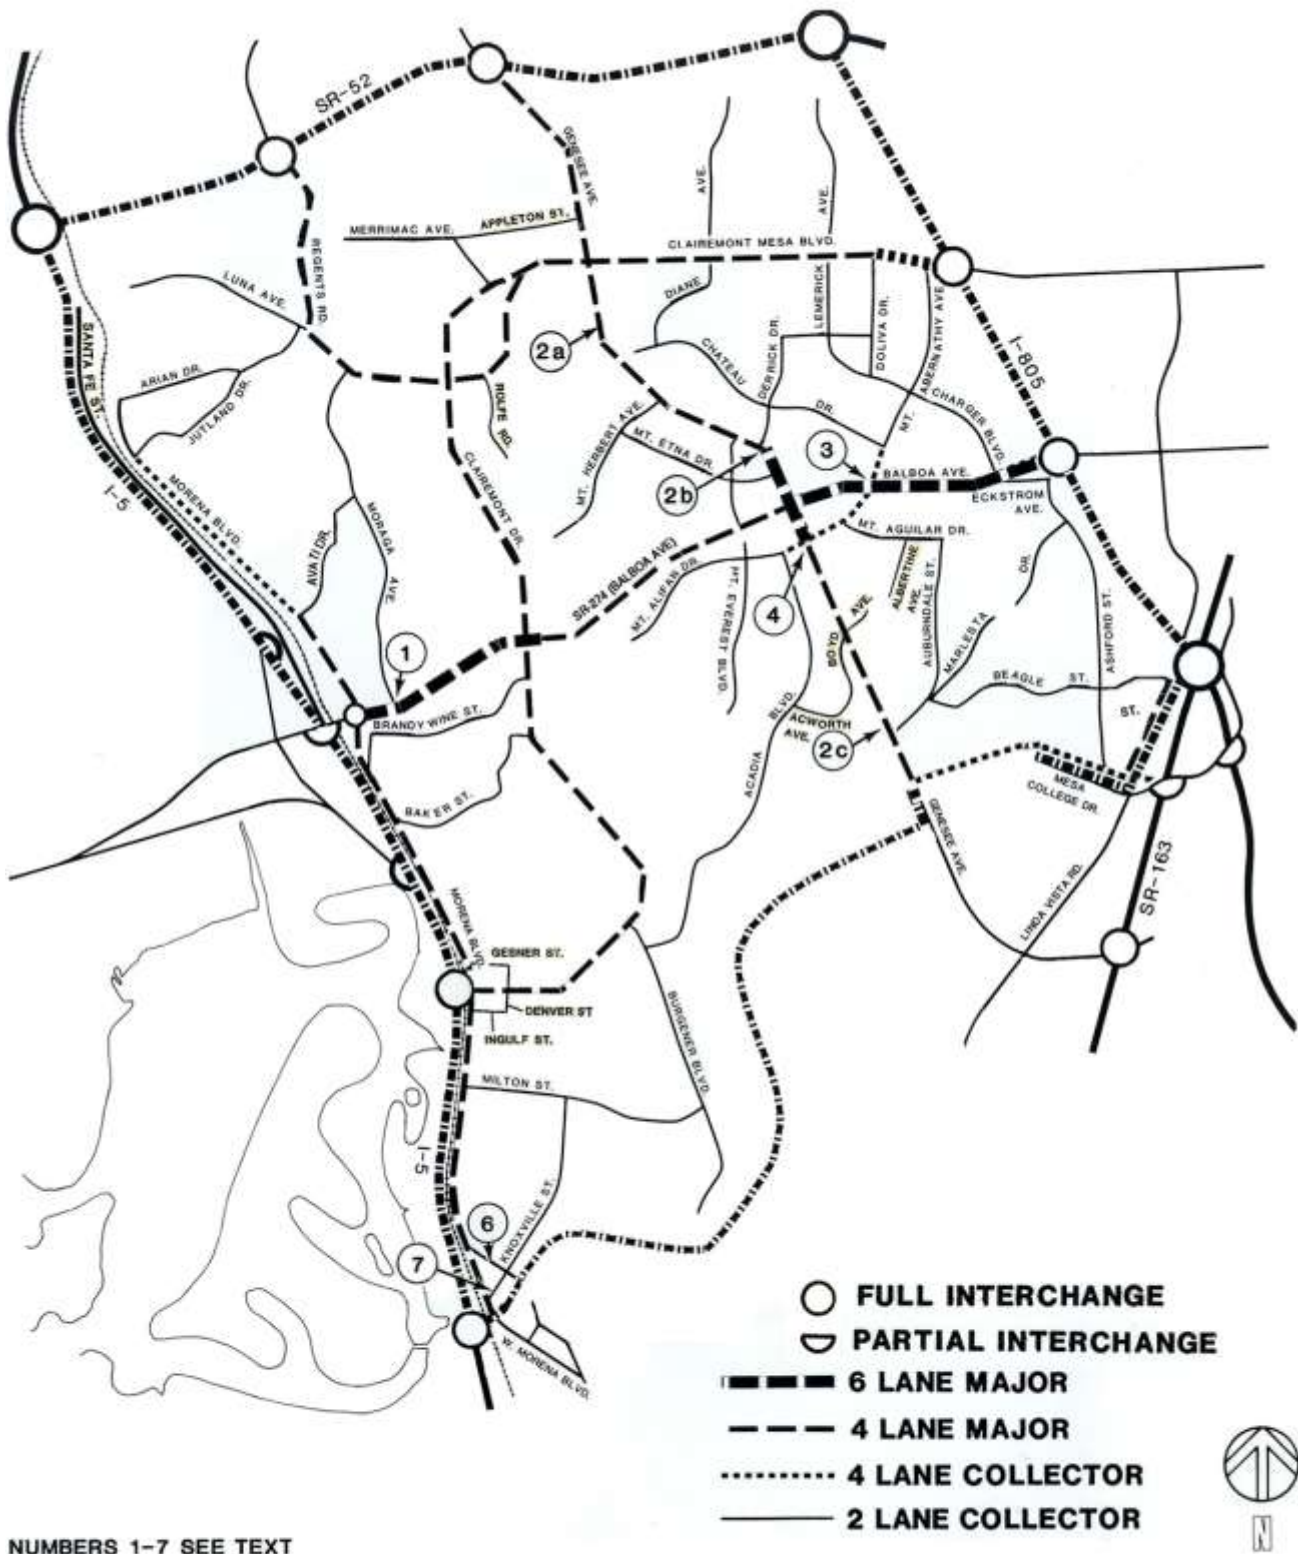 SR-52
GENESEE AVE.
MERRIMAC AVE.
APPLETON ST.
AVE.
AVE.
CLAIREMONT MESA BLVD.
REGENTS RD.
LUNA AVE.
DIANE
LEMERICK
DOLIVA DR.
ABERNATHY AVE.
MT.
I-805
SANTA FE ST.
2a
CHATEAU
DR.
DERRICK DR.
ARIAN DR.
JUTLAND DR.
ROLFE RD.
MT. HERBERT AVE.
MT. ETNA DR.
CHARGER BLVD.
3
BALBOA AVE.
ECKSTROM
AVE.
2b
I-5
MORENA BLVD.
MORAGA
AVE.
CLAIREMONT DR.
AVATI DR.
MT. AGUILAR DR.
SR-274 (BALBOA AVE)
MT. ALIFAN DR.
MT. EVEREST BLVD.
4
ALBERTINE
AVE.
AUBURNDALE ST.
DR.
MARLESTA
ASHFORD ST.
BOYD
AVE.
1
BRANDY WINE ST.
BEAGLE ST.
ST.
ACADIA
BLVD.
ACWORTH
AVE.
2c
BAKER ST.
MESA
COLLEGE DR.
GENESEE AVE.
LINDA VISTA RD.
SR-163
MORENA BLVD.
GESNER ST.
DENVER ST
INGULF ST.
BURGENER BLVD.
MILTON ST.
I-5
KNOXVILLE ST.
6
7
W. MORENA BLVD.
FULL INTERCHANGE
PARTIAL INTERCHANGE
6 LANE MAJOR
4 LANE MAJOR
4 LANE COLLECTOR
2 LANE COLLECTOR
N
NUMBERS 1-7 SEE TEXT